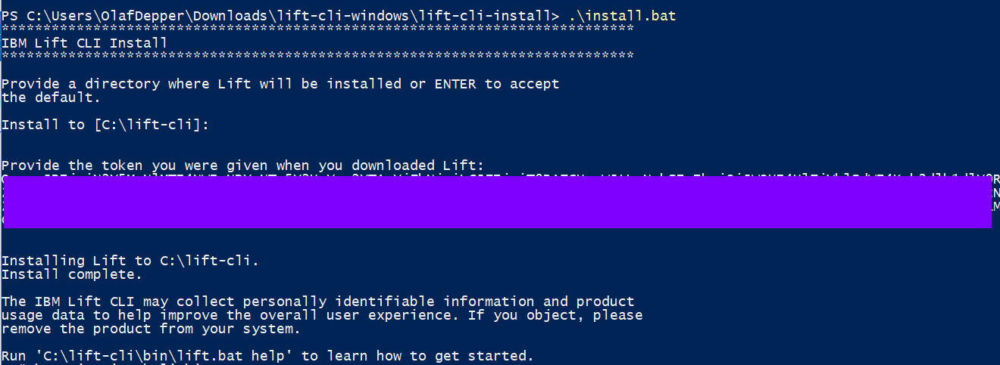 PS C:\Users\OlafDepper\Downloads\lift-cli-windows\lift-cli-install> .\install.bat
****************************************************************************
IBM Lift CLI Install
****************************************************************************
Provide a directory where Lift will be installed or ENTER to accept
the default.
Install to [C:\lift-cli]:
Provide the token you were given when you downloaded Lift:
Installing Lift to C:\lift-cli.
Install complete.
The IBM Lift CLI may collect personally identifiable information and product
usage data to help improve the overall user experience. If you object, please
remove the product from your system.
Run 'C:\lift-cli\bin\lift.bat help' to learn how to get started.